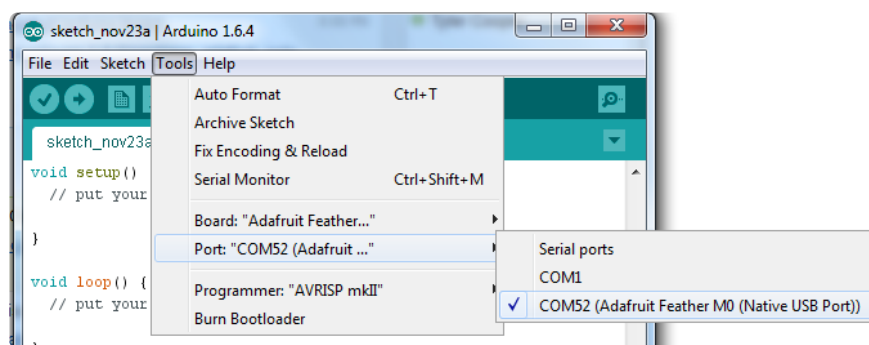 sketch_nov23a | Arduino 1.6.4
File Edit Sketch Tools Help
Auto Format Ctrl+T
Archive Sketch
sketch_nov23a
Fix Encoding & Reload
void setup()
Serial Monitor Ctrl+Shift+M
// put your
Board: "Adafruit Feather..."
}
Port: "COM52 (Adafruit ..."
Serial ports
void loop() {
COM1
Programmer: "AVRISP mkII"
// put your
COM52 (Adafruit Feather M0 (Native USB Port))
Burn Bootloader